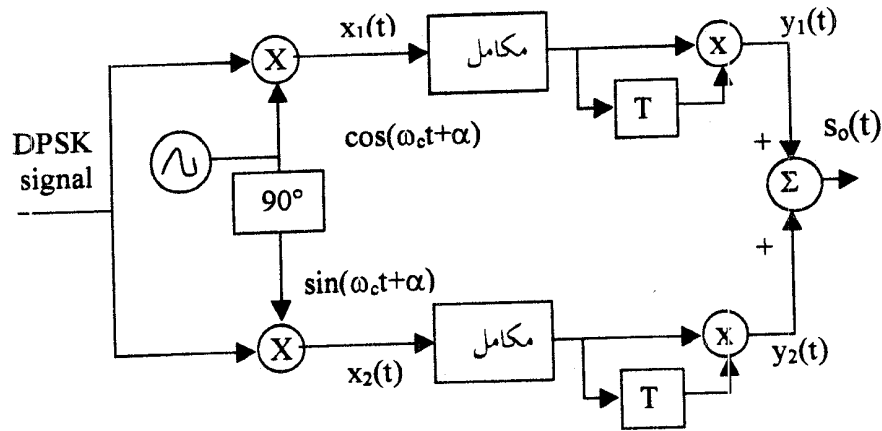 x₁(t)
مكامل
X
X
y₁(t)
T
cos(ω꜀t+α)
DPSK
signal
+
s₀(t)
90°
Σ
+
sin(ω꜀t+α)
X
x₂(t)
مكامل
X
y₂(t)
T